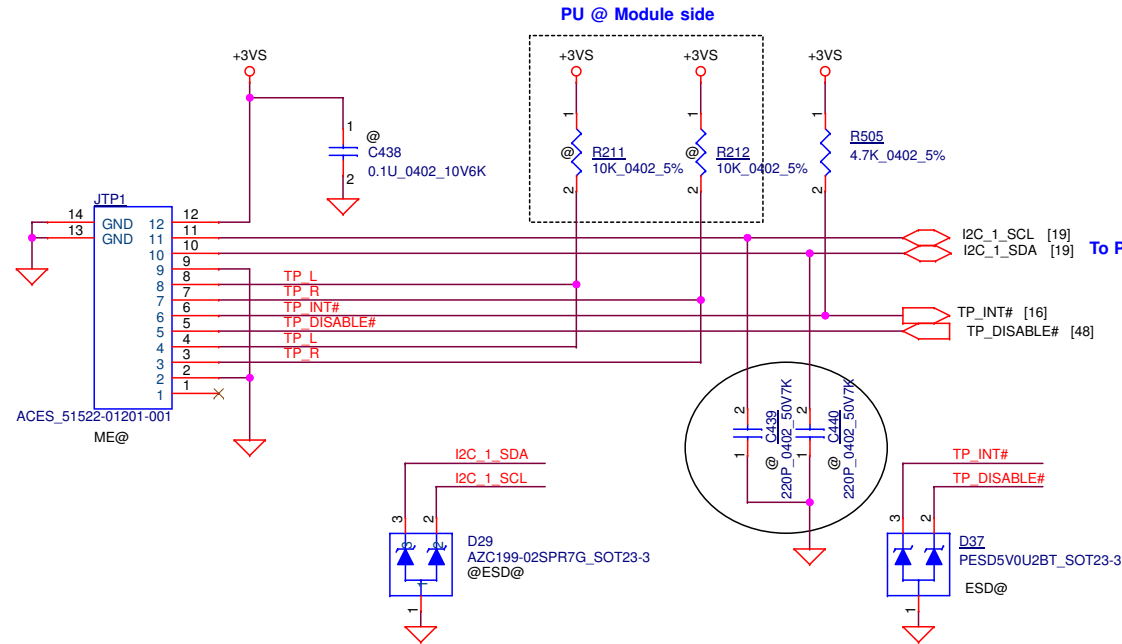 PU @ Module side
+3VS
+3VS
+3VS
+3VS
1
@
C438
0.1U_0402_10V6K
2
1
@
R211
10K_0402_5%
2
1
@
R212
10K_0402_5%
2
1
R505
4.7K_0402_5%
2
JTP1
14
GND
12
12
13
GND
11
11
10
10
9
9
8
8
7
7
6
6
5
5
4
4
3
3
2
2
1
1
ACES_51522-01201-001
ME@
TP_L
TP_R
TP_INT#
TP_DISABLE#
TP_L
TP_R
I2C_1_SCL [19]
I2C_1_SDA [19]
To P
TP_INT# [16]
TP_DISABLE# [48]
2
C439
1
@
220P_0402_50V7K
2
C440
1
@
220P_0402_50V7K
I2C_1_SDA
I2C_1_SCL
3
2
3
2
1
1
D29
AZC199-02SPR7G_SOT23-3
@ESD@
TP_INT#
TP_DISABLE#
3
2
1
D37
PESD5V0U2BT_SOT23-3
ESD@